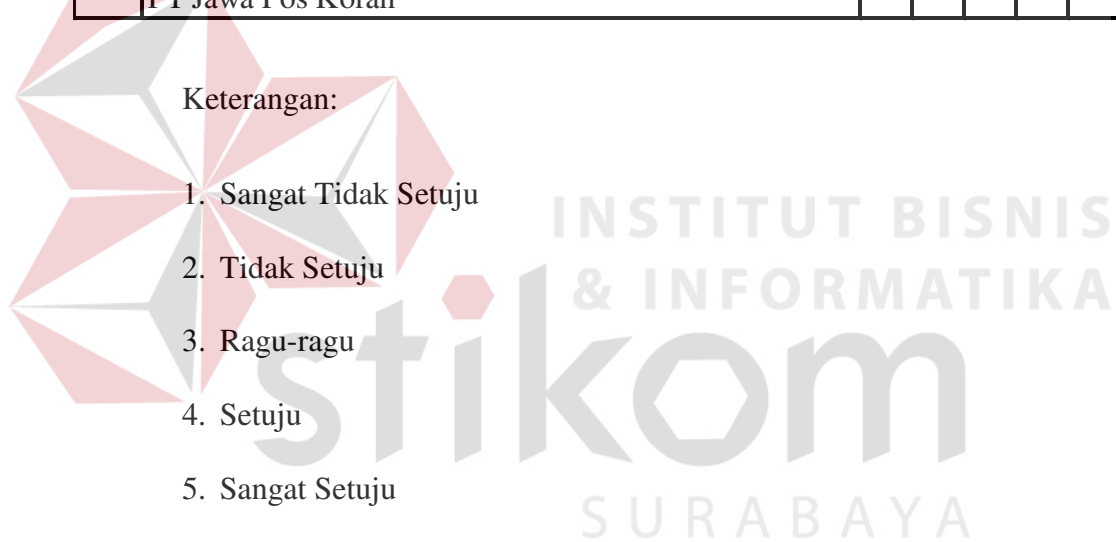 PT Jawa Pos Koran
Keterangan:
1. Sangat Tidak Setuju
2. Tidak Setuju
3. Ragu-ragu
4. Setuju
5. Sangat Setuju
INSTITUT BISNIS
& INFORMATIKA
stikom
SURABAYA